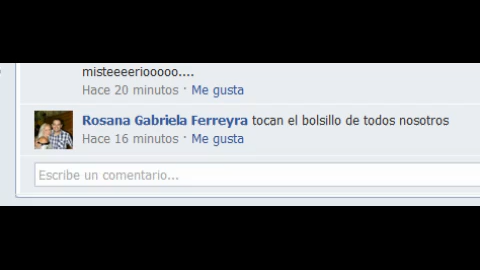 misteeeeriooooo....
Hace 20 minutos · Me gusta
Rosana Gabriela Ferreyra tocan el bolsillo de todos nosotros
Hace 16 minutos · Me gusta
Escribe un comentario...